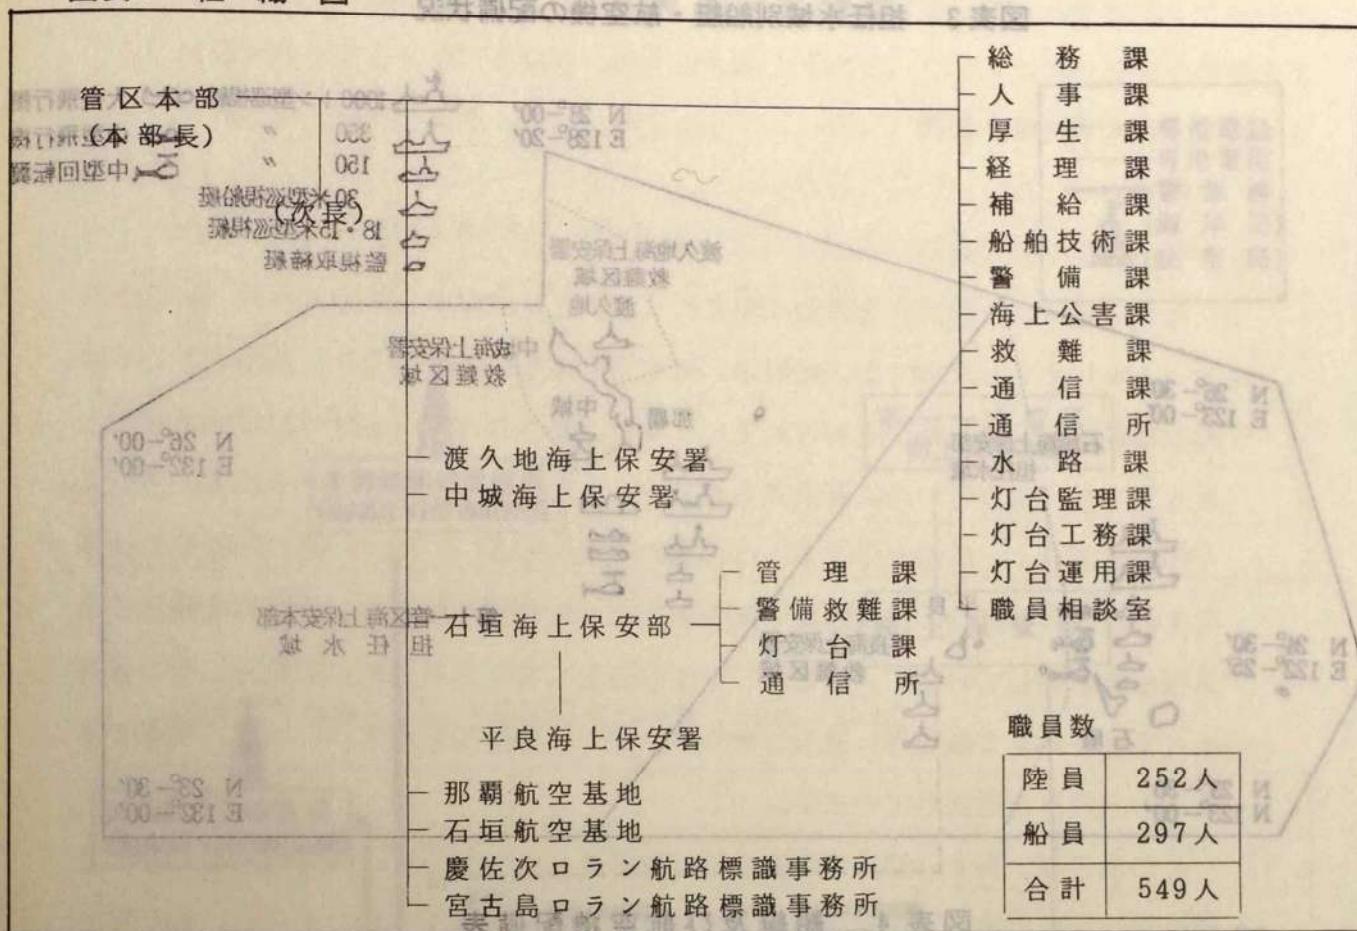 組織図
管区本部
（本部長）
（次長）
総務課
人事課
厚生課
経理課
補給課
船舶技術課
警備課
海上公害課
救難課
通信課
通信所
水路課
灯台監理課
灯台工務課
灯台運用課
職員相談室
渡久地海上保安署
中城海上保安署
石垣海上保安部
管理課
警備救難課
灯台課
通信所
平良海上保安署
那覇航空基地
石垣航空基地
慶佐次ロラン航路標識事務所
宮古島ロラン航路標識事務所
職員数
陸員 252人
船員 297人
合計 549人